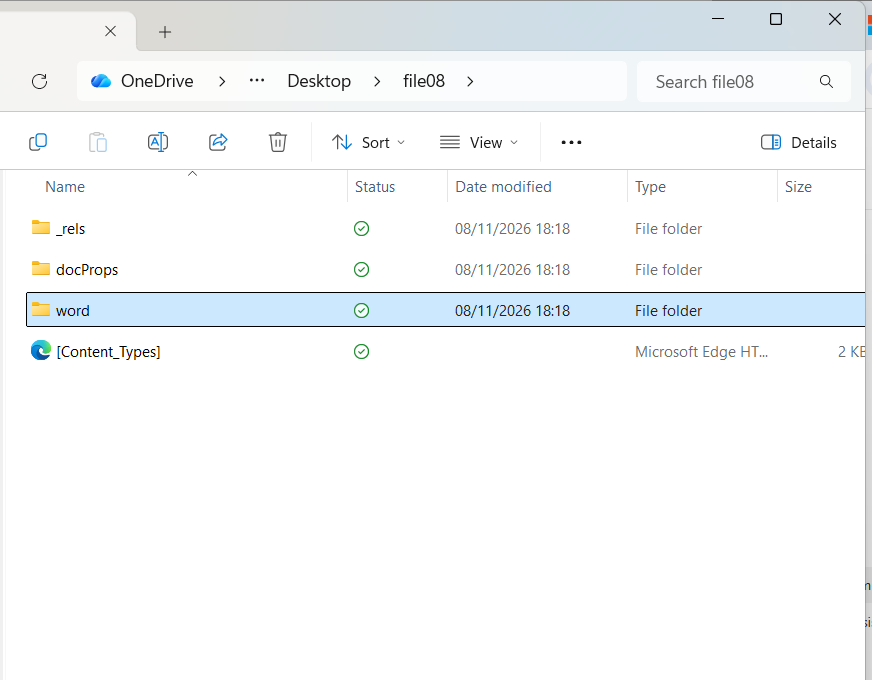 OneDrive > ... Desktop > file08 >
Search file08
Sort View ... Details
Name Status Date modified Type Size
_rels 08/11/2026 18:18 File folder
docProps 08/11/2026 18:18 File folder
word 08/11/2026 18:18 File folder
[Content_Types] Microsoft Edge HT... 2 KB